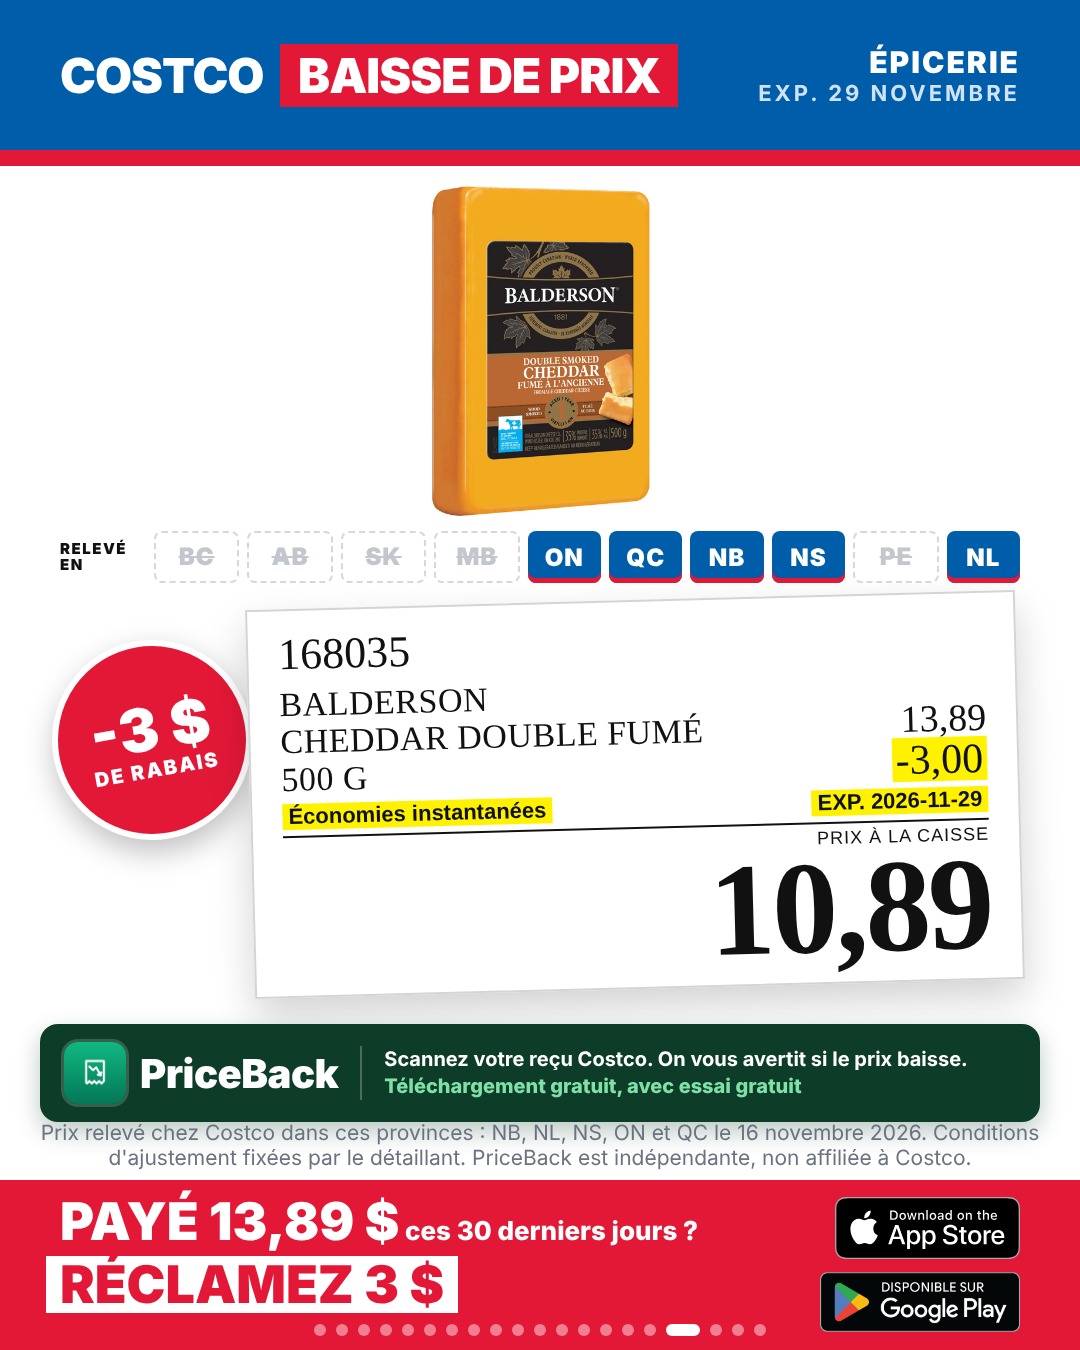 COSTCO BAISSE DE PRIX
ÉPICERIE
EXP. 29 NOVEMBRE
BALDERSON
1881
DOUBLE SMOKED
CHEDDAR
FUMÉ À L'ANCIENNE
FROMAGE CHEDDAR CHEESE
500 g
RELEVÉ EN
BC AB SK MB ON QC NB NS PE NL
168035
BALDERSON
CHEDDAR DOUBLE FUMÉ
500 G
13,89
-3,00
Économies instantanées
EXP. 2026-11-29
PRIX À LA CAISSE
10,89
-3 $
DE RABAIS
PriceBack
Scannez votre reçu Costco. On vous avertit si le prix baisse.
Téléchargement gratuit, avec essai gratuit
Prix relevé chez Costco dans ces provinces : NB, NL, NS, ON et QC le 16 novembre 2026. Conditions
d'ajustement fixées par le détaillant. PriceBack est indépendante, non affiliée à Costco.
PAYÉ 13,89 $ ces 30 derniers jours ?
RÉCLAMEZ 3 $
Download on the
App Store
DISPONIBLE SUR
Google Play